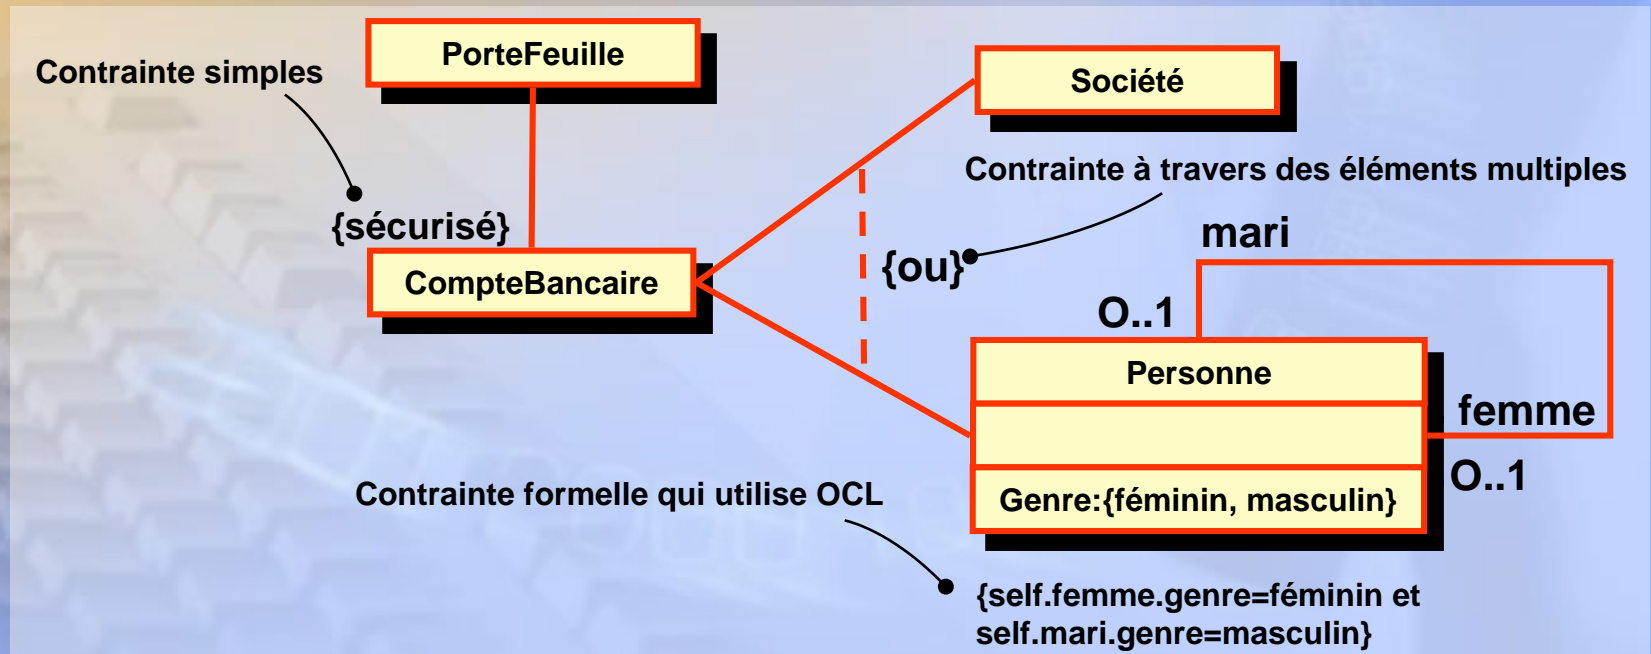 PorteFeuille
Société
Contrainte simples
Contrainte à travers des éléments multiples
{sécurisé}
mari
CompteBancaire
{ou}
O..1
Personne
femme
O..1
Genre:{féminin, masculin}
Contrainte formelle qui utilise OCL
{self.femme.genre=féminin et
self.mari.genre=masculin}